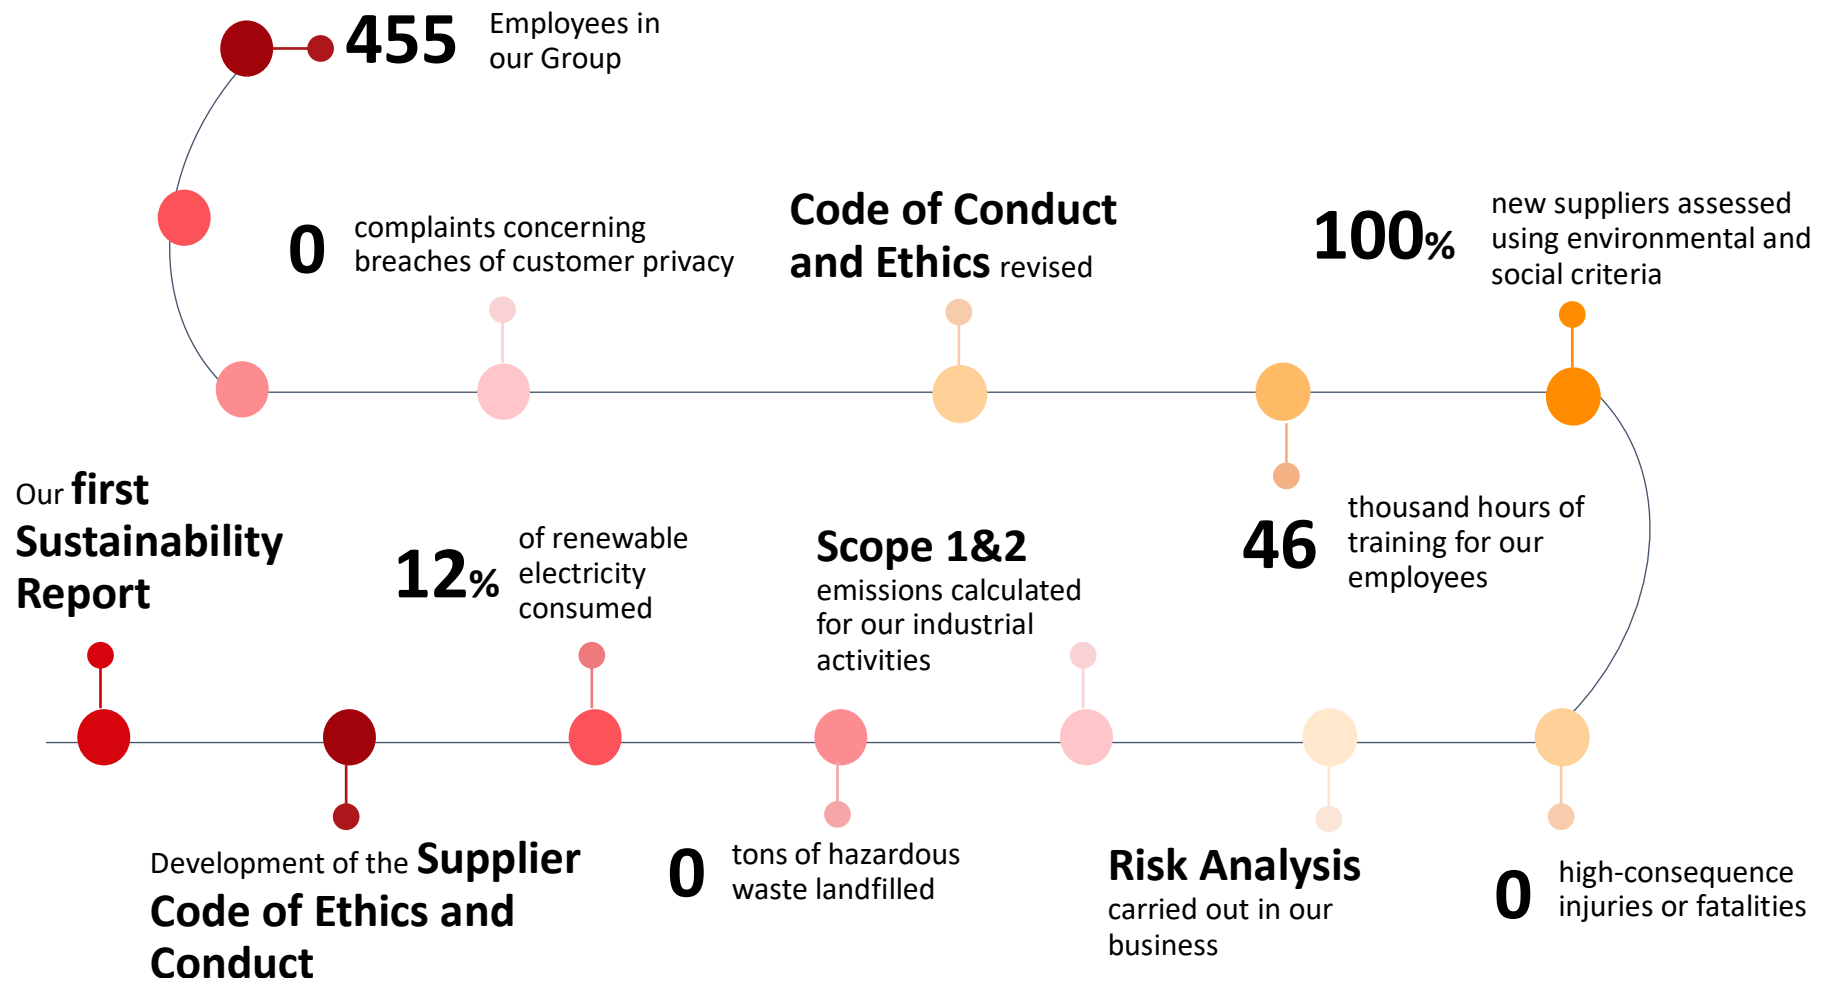 455 Employees in
our Group
0 complaints concerning
breaches of customer privacy
Code of Conduct
and Ethics revised
100% new suppliers assessed
using environmental and
social criteria
Our first
Sustainability
Report
12% of renewable
electricity
consumed
Scope 1&2
emissions calculated
for our industrial
activities
46 thousand hours of
training for our
employees
Development of the Supplier
Code of Ethics and
Conduct
0 tons of hazardous
waste landfilled
Risk Analysis
carried out in our
business
0 high-consequence
injuries or fatalities